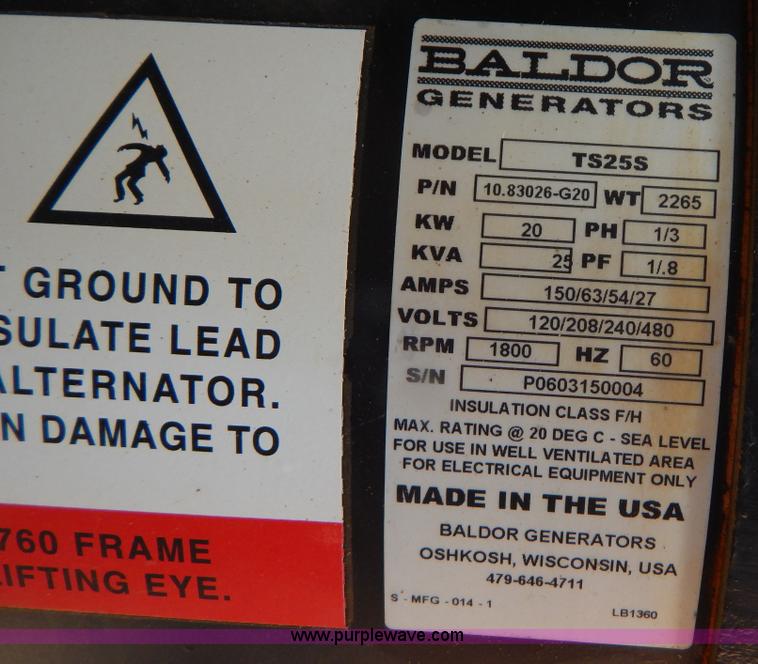 T GROUND TO
SULATE LEAD
ALTERNATOR.
N DAMAGE TO
760 FRAME
LIFTING EYE.
BALDOR
GENERATORS
MODEL TS25S
P/N 10.83026-G20 WT 2265
KW 20 PH 1/3
KVA 25 PF 1/.8
AMPS 150/63/54/27
VOLTS 120/208/240/480
RPM 1800 HZ 60
S/N P0603150004
INSULATION CLASS F/H
MAX. RATING @ 20 DEG C - SEA LEVEL
FOR USE IN WELL VENTILATED AREA
FOR ELECTRICAL EQUIPMENT ONLY
MADE IN THE USA
BALDOR GENERATORS
OSHKOSH, WISCONSIN, USA
479-646-4711
S - MFG - 014 - 1 LB1360
www.purplewave.com